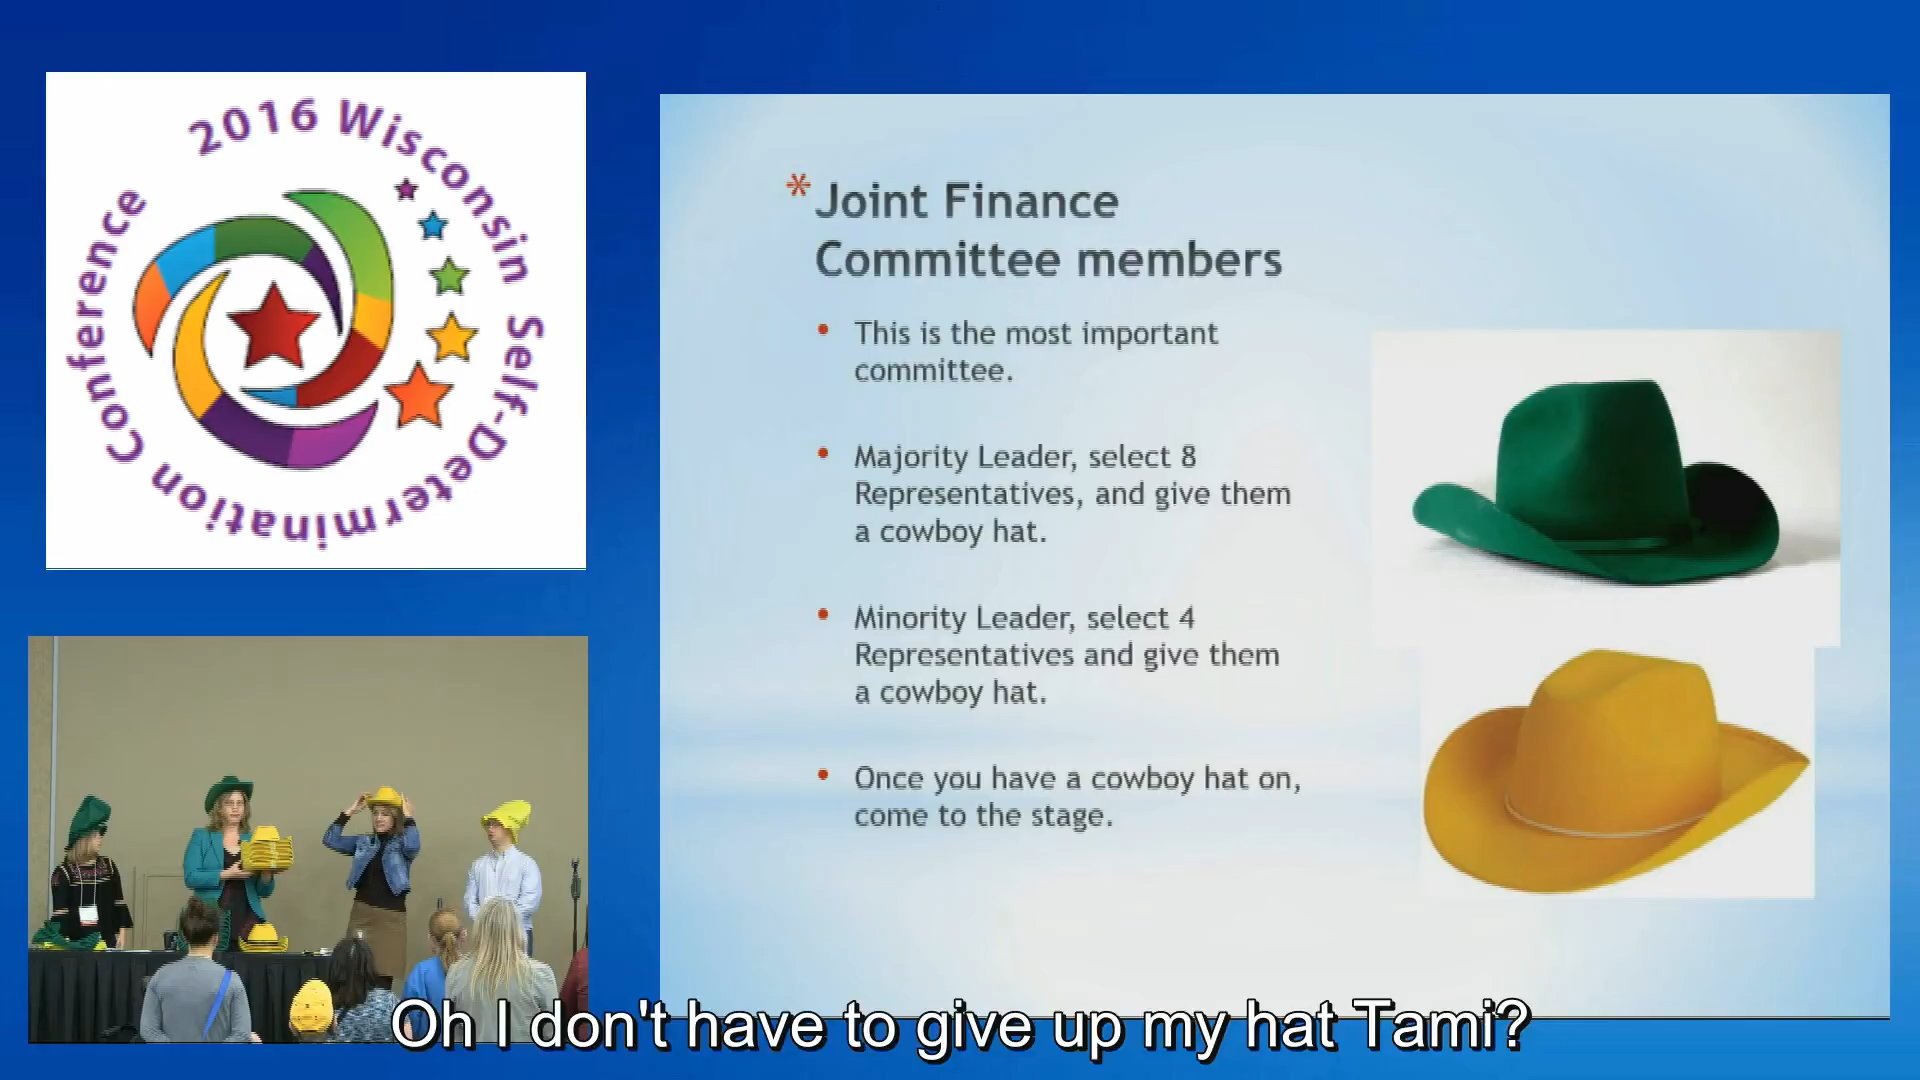 2016 Wisconsin Self-Determination Conference
* Joint Finance
Committee members
• This is the most important
committee.
• Majority Leader, select 8
Representatives, and give them
a cowboy hat.
• Minority Leader, select 4
Representatives and give them
a cowboy hat.
• Once you have a cowboy hat on,
come to the stage.
Oh I don't have to give up my hat Tami?